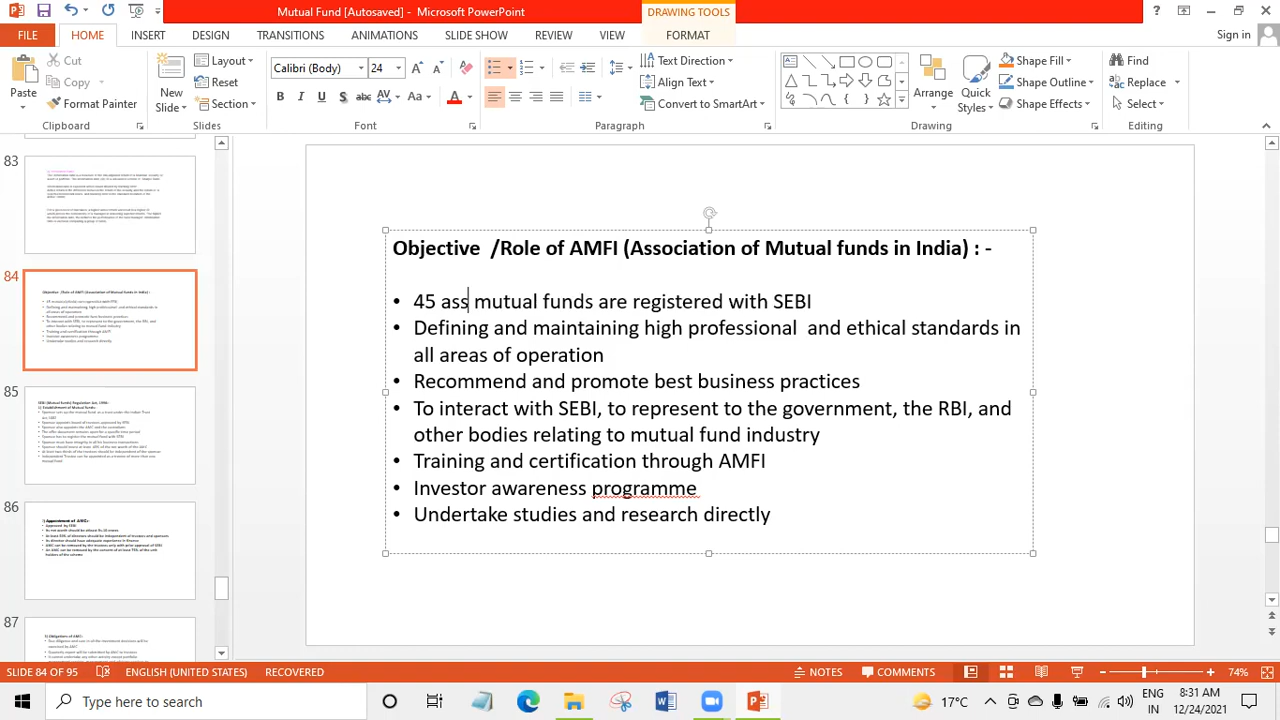 Mutual Fund [Autosaved] - Microsoft PowerPoint
DRAWING TOOLS
?
FILE
HOME
INSERT
DESIGN
TRANSITIONS
ANIMATIONS
SLIDE SHOW
REVIEW
VIEW
FORMAT
Sign in
Paste
Cut
Copy
Format Painter
Clipboard
New
Slide
Layout
Reset
Section
Slides
Calibri (Body)
24
B I U S abc AV Aa A
Font
Text Direction
Align Text
Convert to SmartArt
Paragraph
Arrange
Quick
Styles
Shape Fill
Shape Outline
Shape Effects
Drawing
Find
Replace
Select
Editing
83
84
85
86
87
Objective /Role of AMFI (Association of Mutual funds in India) : -
• 45 ass mutual funds are registered with SEBI
• Defining and maintaining high professional and ethical standards in
all areas of operation
• Recommend and promote best business practices
• To interact with SEBI, to represent to the government, the RBI, and
other bodies relating to mutual fund industry
• Training and certification through AMFI
• Investor awareness programme
• Undertake studies and research directly
SLIDE 84 OF 95
ENGLISH (UNITED STATES)
RECOVERED
NOTES
COMMENTS
74%
Type here to search
17°C
ENG
IN
8:31 AM
12/24/2021